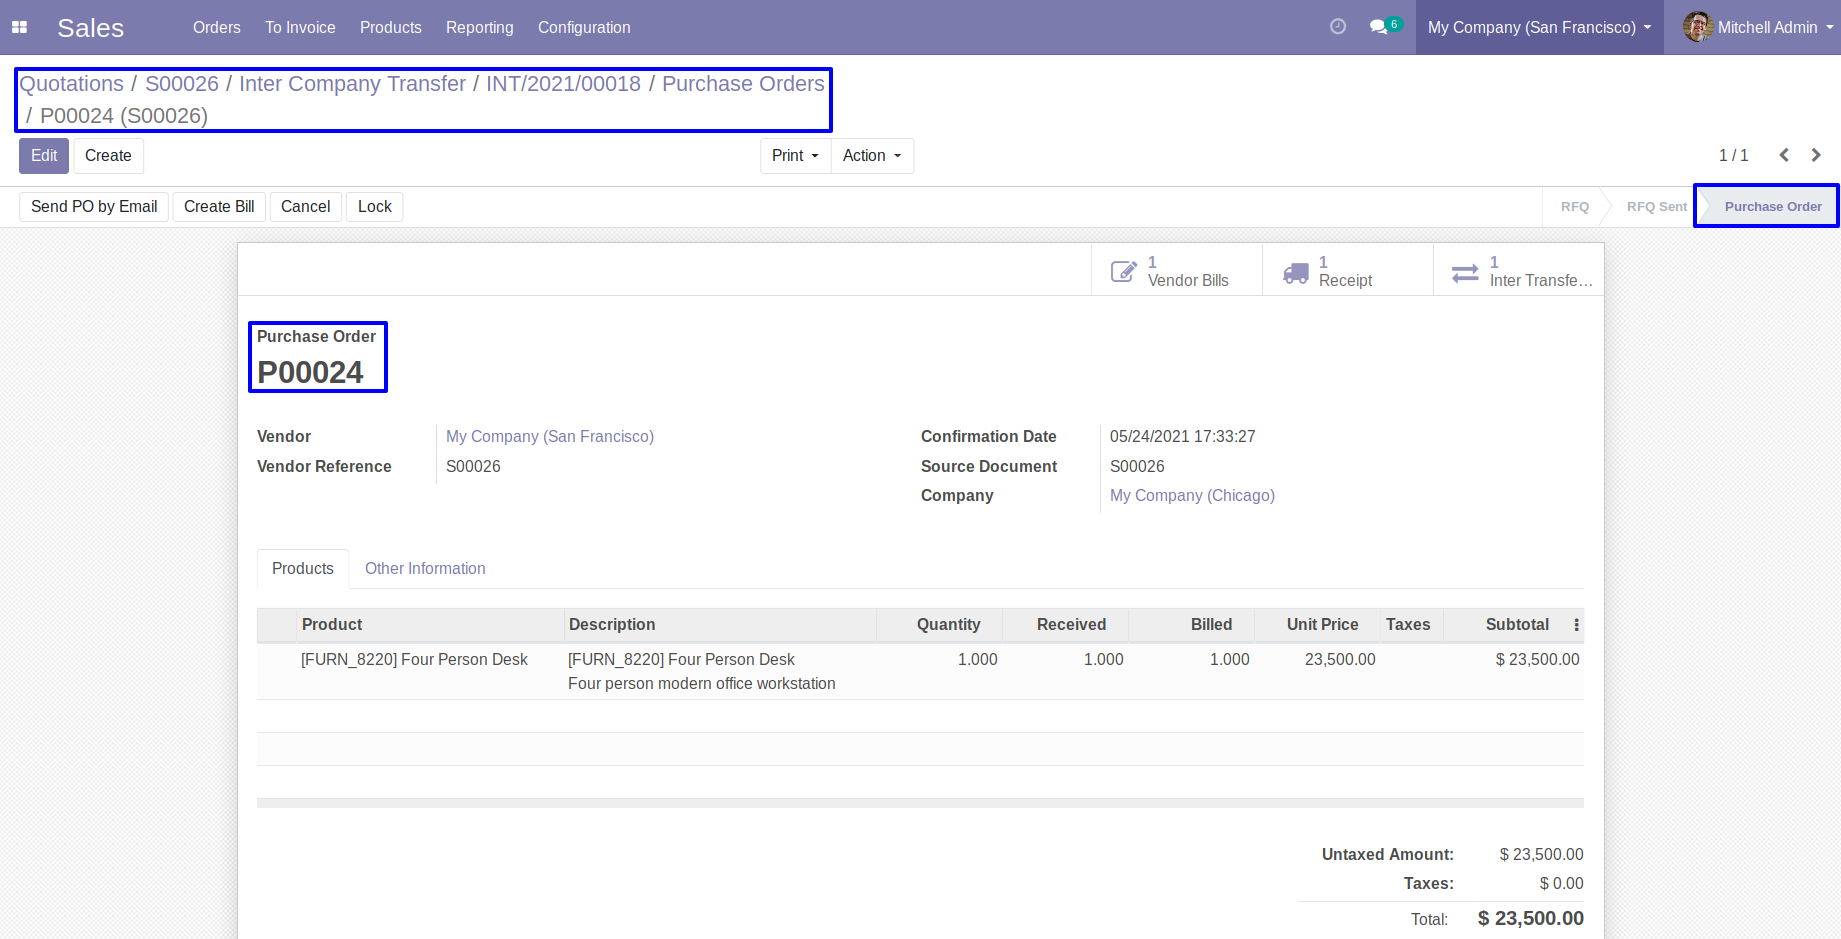 Sales Orders To Invoice Products Reporting Configuration 6 My Company (San Francisco) Mitchell Admin
Quotations / S00026 / Inter Company Transfer / INT/2021/00018 / Purchase Orders
/ P00024 (S00026)
Edit Create Print Action 1 / 1
Send PO by Email Create Bill Cancel Lock RFQ RFQ Sent Purchase Order
1 Vendor Bills
1 Receipt
1 Inter Transfe...
Purchase Order
P00024
Vendor My Company (San Francisco)
Vendor Reference S00026
Confirmation Date 05/24/2021 17:33:27
Source Document S00026
Company My Company (Chicago)
Products Other Information
Product Description Quantity Received Billed Unit Price Taxes Subtotal
[FURN_8220] Four Person Desk [FURN_8220] Four Person Desk 1.000 1.000 1.000 23,500.00 $ 23,500.00
Four person modern office workstation
Untaxed Amount: $ 23,500.00
Taxes: $ 0.00
Total: $ 23,500.00